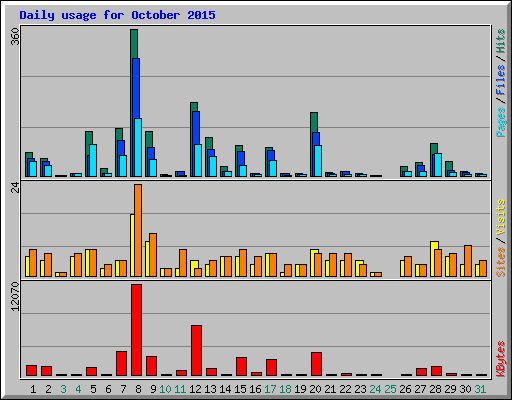 Daily usage for October 2015
360
Pages / Files / Hits
24
Sites / Visits
12070
KBytes
1 2 3 4 5 6 7 8 9 10 11 12 13 14 15 16 17 18 19 20 21 22 23 24 25 26 27 28 29 30 31